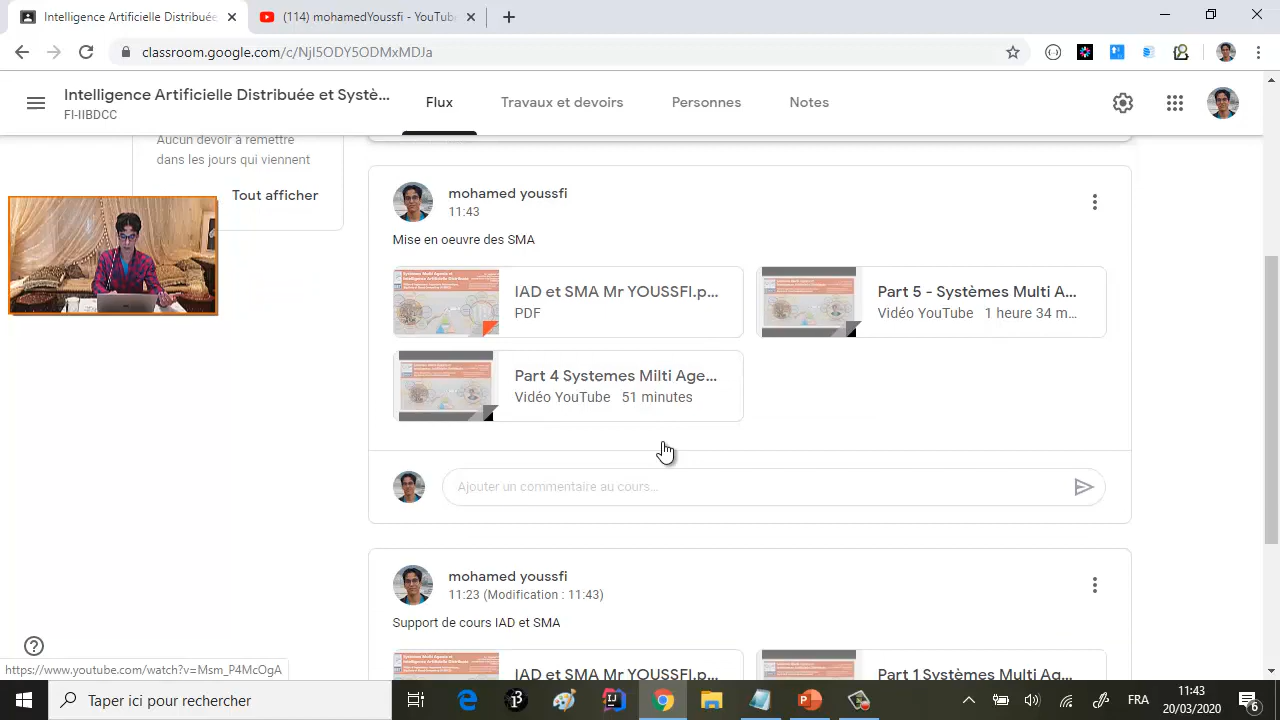 Intelligence Artificielle Distribuée
(114) mohamedYoussfi - YouTube
classroom.google.com/c/NjI5ODY5ODMxMDJa
Intelligence Artificielle Distribuée et Systè...
FI-IIBDCC
Flux
Travaux et devoirs
Personnes
Notes
Aucun devoir à remettre
dans les jours qui viennent
Tout afficher
mohamed youssfi
11:43
Mise en oeuvre des SMA
IAD et SMA Mr YOUSSFI.p...
PDF
Part 5 - Systèmes Multi A...
Vidéo YouTube 1 heure 34 m...
Part 4 Systemes Milti Age...
Vidéo YouTube 51 minutes
Ajouter un commentaire au cours...
mohamed youssfi
11:23 (Modification : 11:43)
Support de cours IAD et SMA
IAD et SMA Mr YOUSSFI.p...
Part 1 Systèmes Multi Ag...
https://www.youtube.com/watch?v=Msm_P4McOgA
Taper ici pour rechercher
FRA
11:43
20/03/2020
6